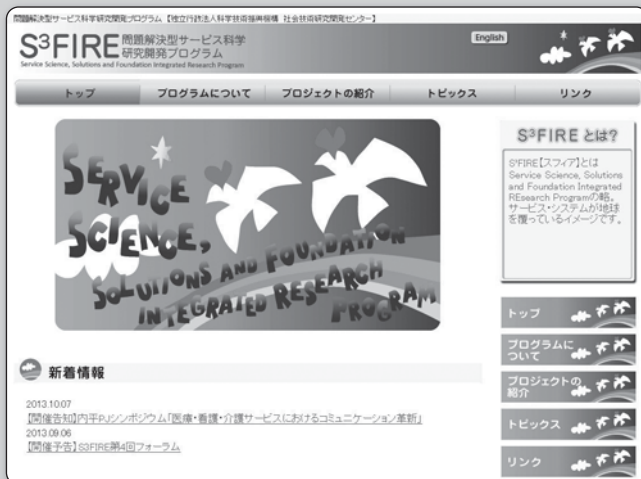 問題解決型サービス科学研究開発プログラム 【独立行政法人科学技術振興機構 社会技術研究開発センター】
S³FIRE 問題解決型サービス科学
研究開発プログラム
Service Science, Solutions and Foundation Integrated Research Program
English
トップ プログラムについて プロジェクトの紹介 トピックス リンク
SERVICE
SCIENCE,
SOLUTIONS AND FOUNDATION
INTEGRATED RESEARCH
PROGRAM
新着情報
2013.10.07
【開催告知】内平PJシンポジウム「医療・看護・介護サービスにおけるコミュニケーション革新」
2013.09.06
【開催予告】S3FIRE第4回フォーラム
S³FIRE とは?
S³FIRE【スフィア】とは
Service Science, Solutions
and Foundation Integrated
REsearch Programの略。
サービス・システムが地球
を覆っているイメージです。
トップ
プログラムに
ついて
プロジェクトの
紹介
トピックス
リンク